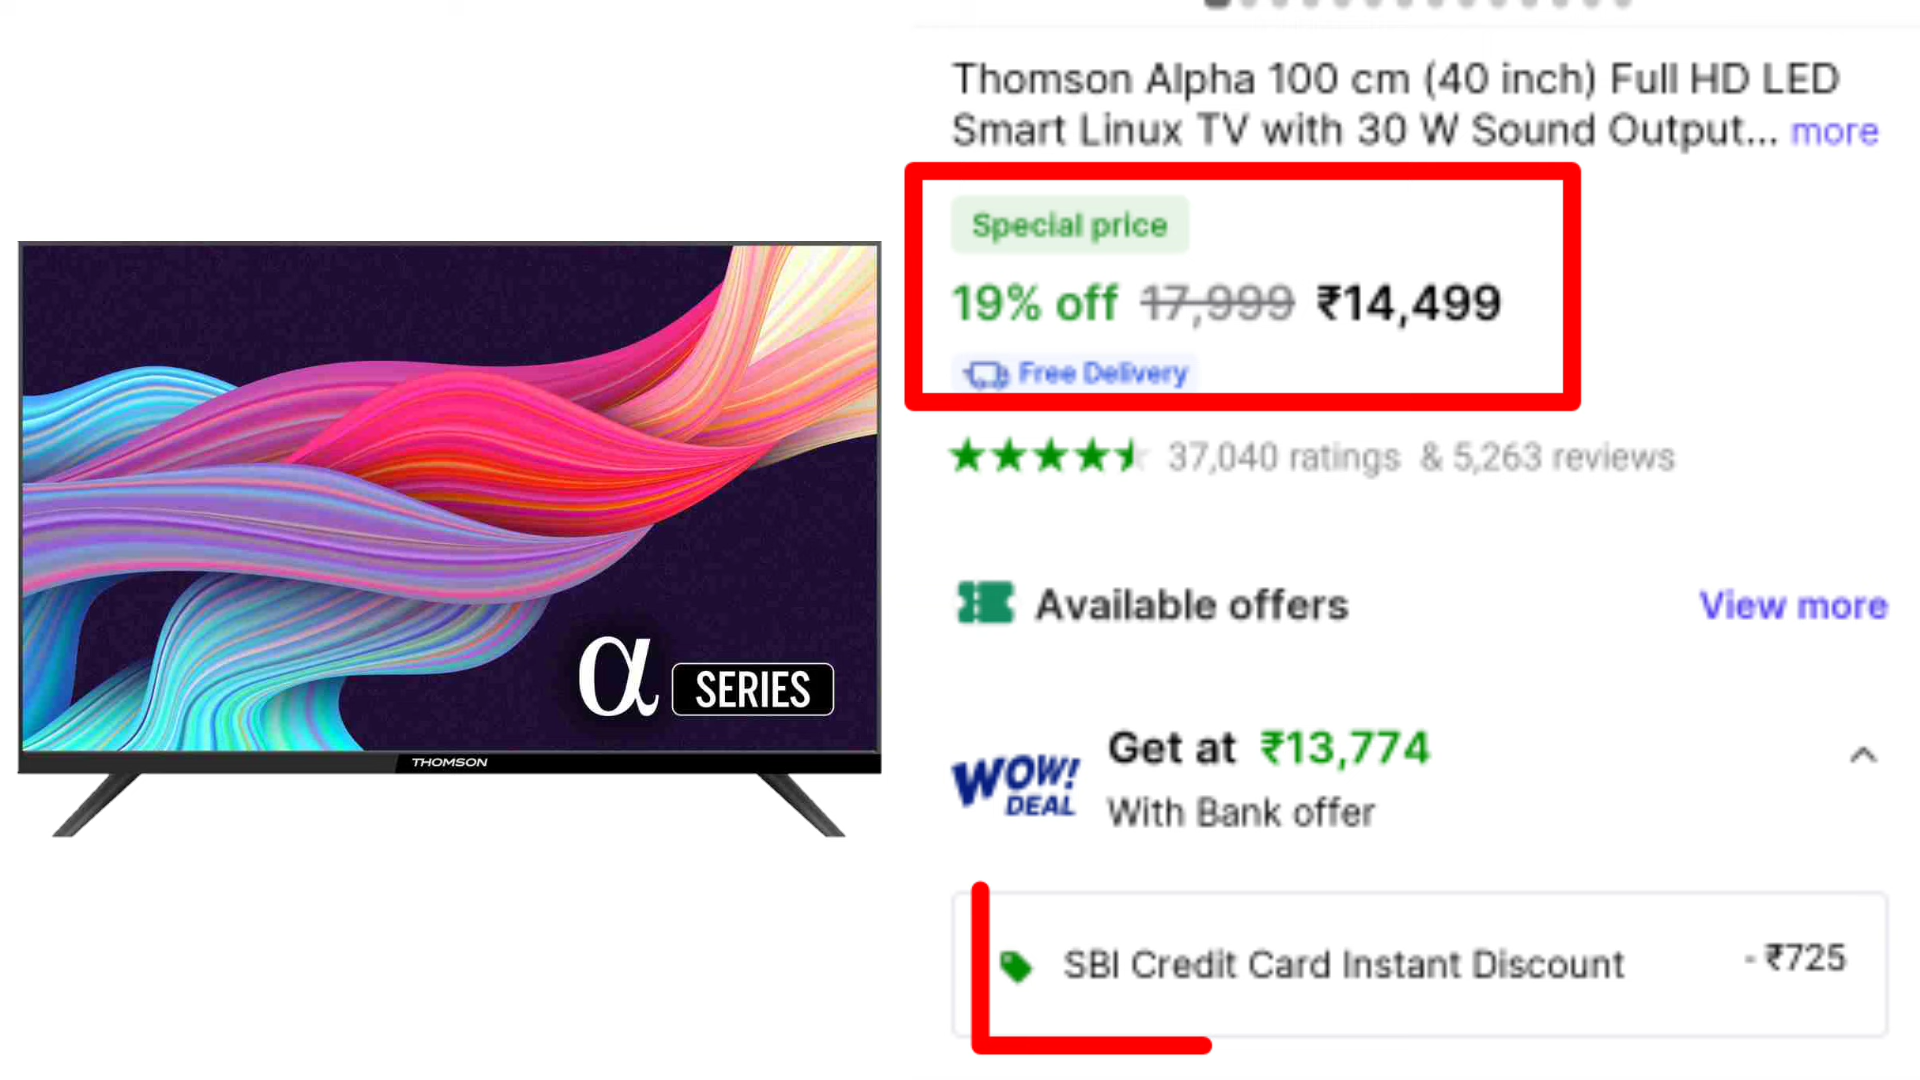 α SERIES
THOMSON
Thomson Alpha 100 cm (40 inch) Full HD LED
Smart Linux TV with 30 W Sound Output... more
Special price
19% off 17,999 ₹14,499
Free Delivery
37,040 ratings & 5,263 reviews
Available offers View more
WOW!
DEAL
Get at ₹13,774
With Bank offer
SBI Credit Card Instant Discount - ₹725